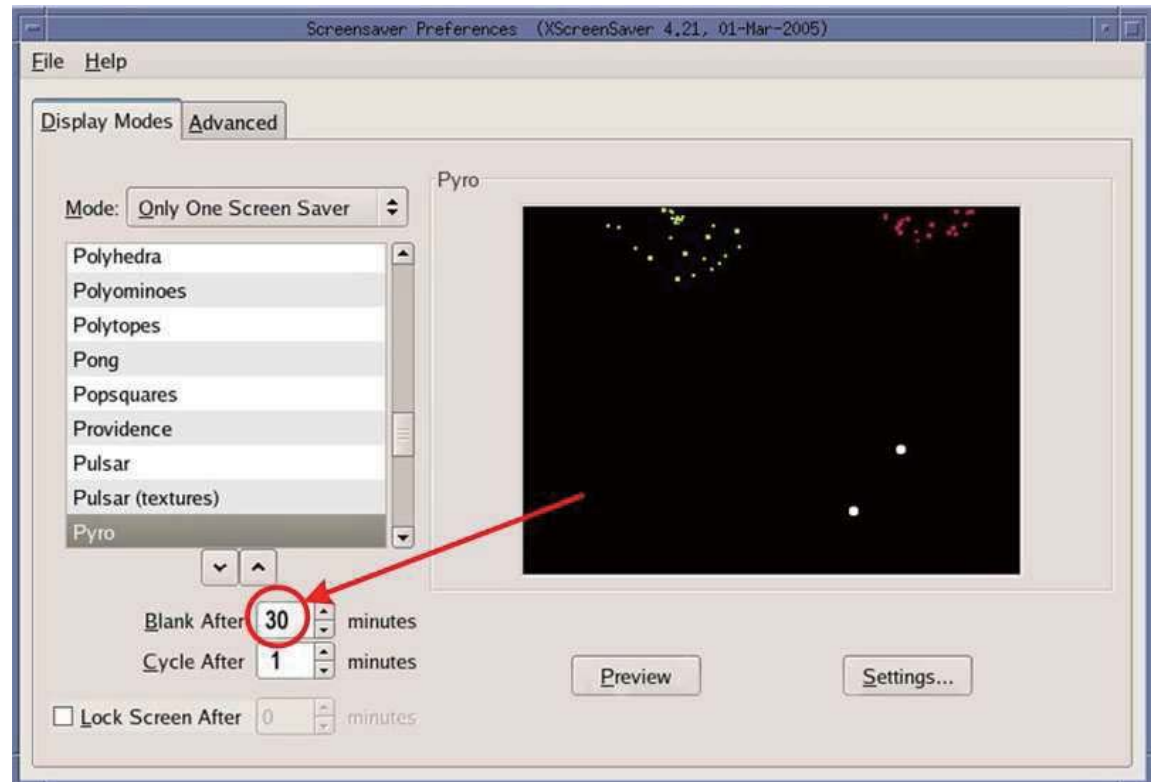 Screensaver Preferences (XScreenSaver 4.21, 01-Mar-2005)
File Help
Display Modes Advanced
Mode: Only One Screen Saver
Polyhedra
Polyominoes
Polytopes
Pong
Popsquares
Providence
Pulsar
Pulsar (textures)
Pyro
Blank After 30 minutes
Cycle After 1 minutes
Lock Screen After 0 minutes
Pyro
Preview Settings...